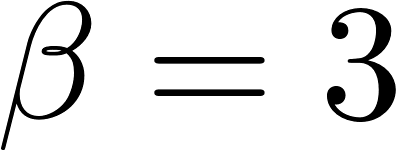 β = 3